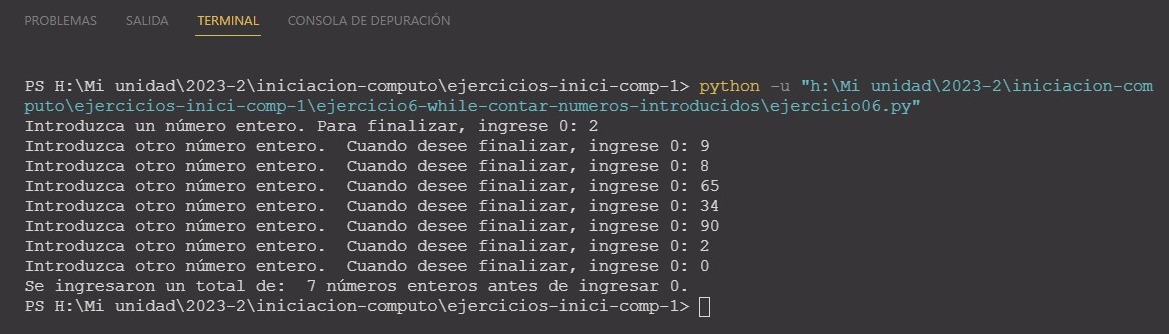 PROBLEMAS SALIDA TERMINAL CONSOLA DE DEPURACIÓN
PS H:\Mi unidad\2023-2\iniciacion-computo\ejercicios-inici-comp-1> python -u "h:\Mi unidad\2023-2\iniciacion-com
puto\ejercicios-inici-comp-1\ejercicio6-while-contar-numeros-introducidos\ejercicio06.py"
Introduzca un número entero. Para finalizar, ingrese 0: 2
Introduzca otro número entero.  Cuando desee finalizar, ingrese 0: 9
Introduzca otro número entero.  Cuando desee finalizar, ingrese 0: 8
Introduzca otro número entero.  Cuando desee finalizar, ingrese 0: 65
Introduzca otro número entero.  Cuando desee finalizar, ingrese 0: 34
Introduzca otro número entero.  Cuando desee finalizar, ingrese 0: 90
Introduzca otro número entero.  Cuando desee finalizar, ingrese 0: 2
Introduzca otro número entero.  Cuando desee finalizar, ingrese 0: 0
Se ingresaron un total de:  7 números enteros antes de ingresar 0.
PS H:\Mi unidad\2023-2\iniciacion-computo\ejercicios-inici-comp-1>